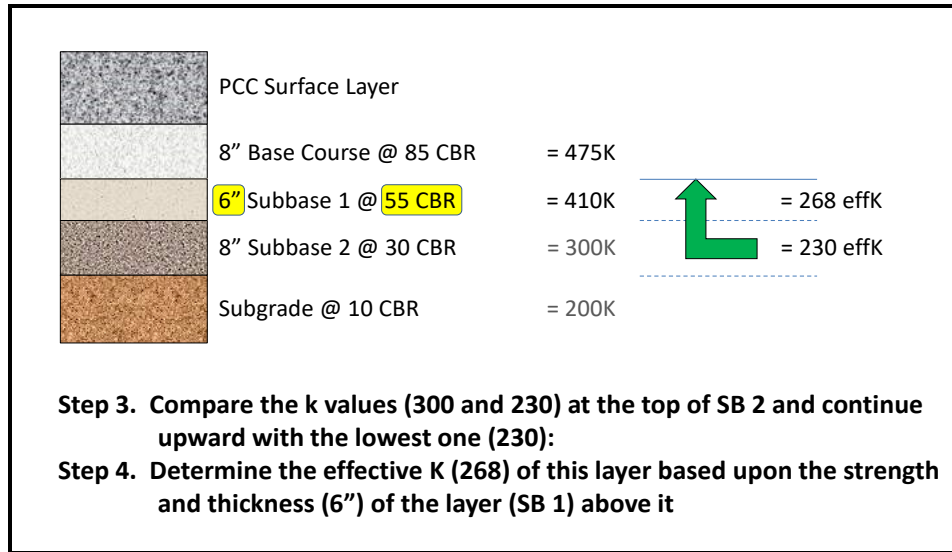 PCC Surface Layer
8” Base Course @ 85 CBR = 475K
6” Subbase 1 @ 55 CBR = 410K = 268 effK
8” Subbase 2 @ 30 CBR = 300K = 230 effK
Subgrade @ 10 CBR = 200K
Step 3. Compare the k values (300 and 230) at the top of SB 2 and continue
upward with the lowest one (230):
Step 4. Determine the effective K (268) of this layer based upon the strength
and thickness (6”) of the layer (SB 1) above it